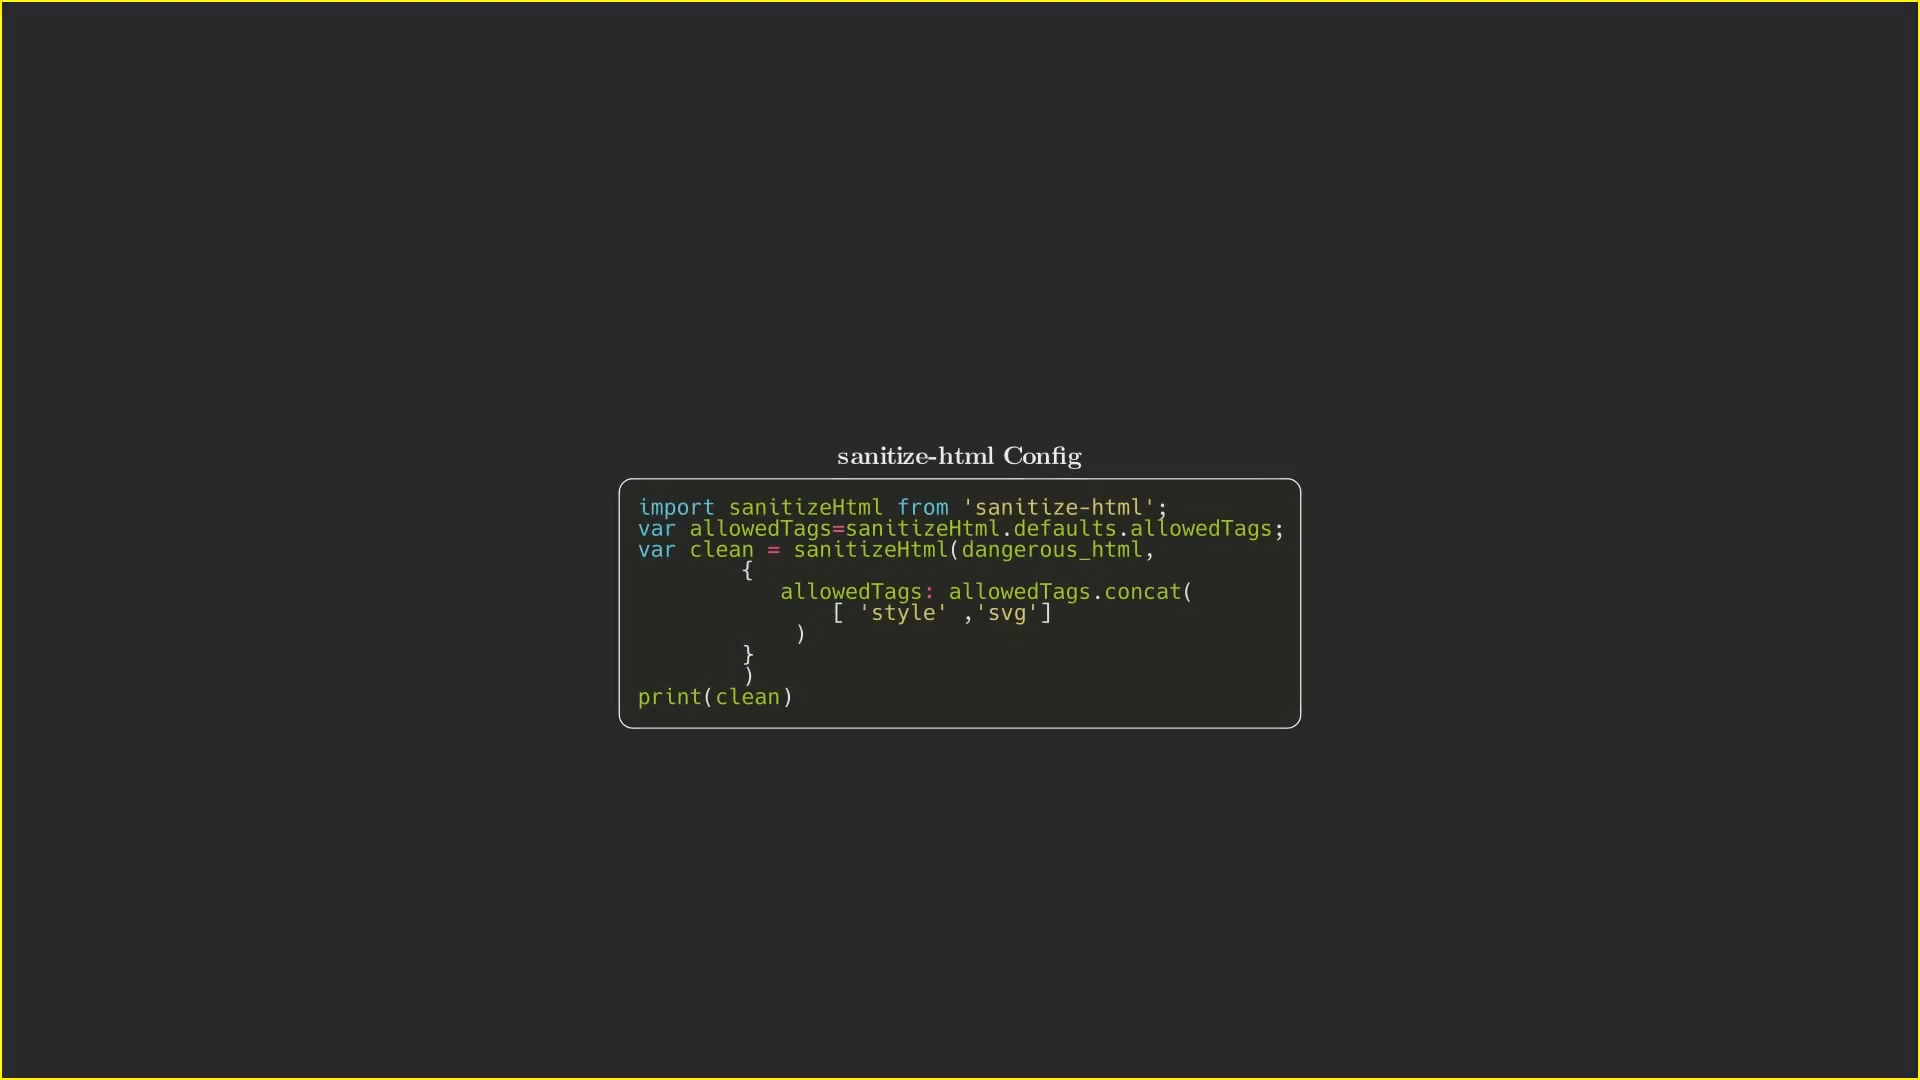 sanitize-html Config
import sanitizeHtml from 'sanitize-html';
var allowedTags=sanitizeHtml.defaults.allowedTags;
var clean = sanitizeHtml(dangerous_html,
{
allowedTags: allowedTags.concat(
[ 'style' ,'svg']
)
}
)
print(clean)